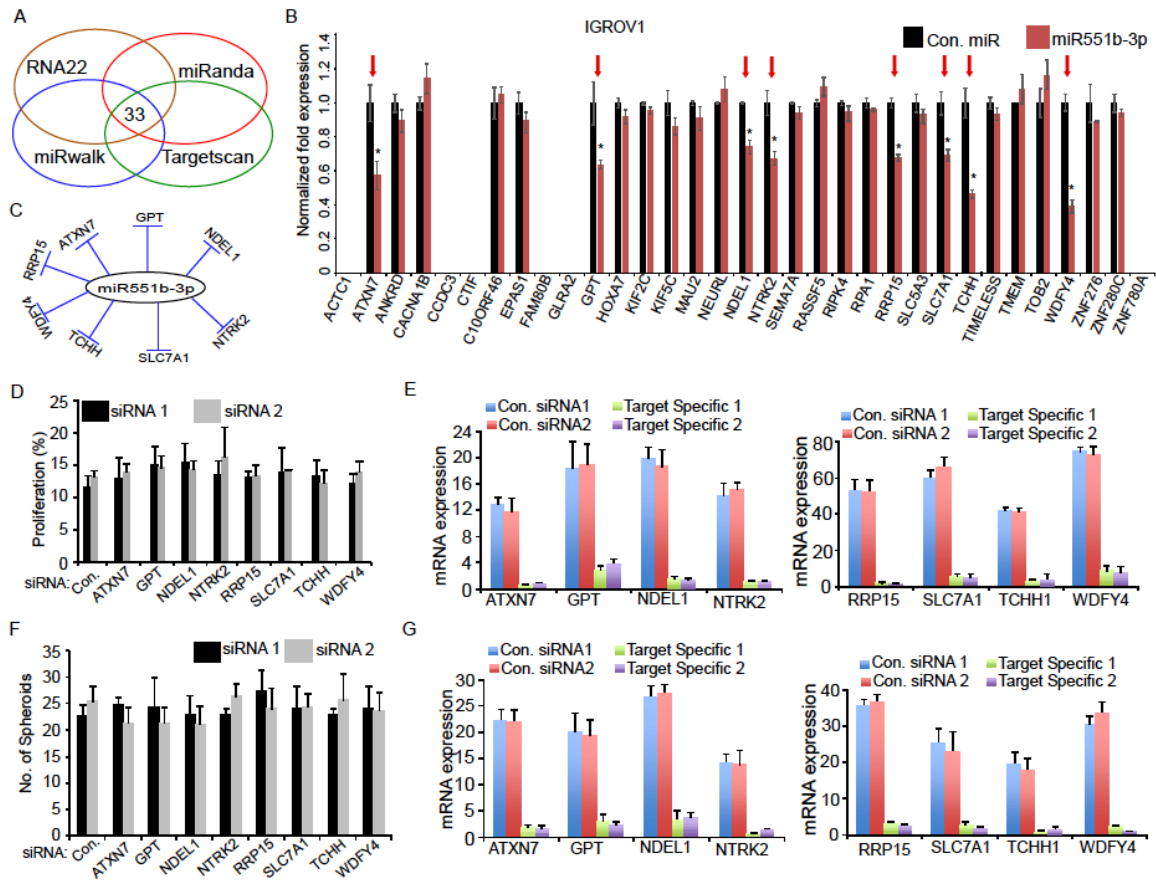 A
RNA22
miRanda
33
miRwalk
Targetscan
B
IGROV1
Con. miR
miR551b-3p
Normalized fold expression
1.4
1.2
1.0
0.8
0.6
0.4
0.2
0.0
* * * * * * * *
ACTC1
ATXN7
ANKRD
CACNA1B
CCDC3
CTIF
C10ORF46
EPAS1
FAM80B
GLRA2
GPT
HOXA7
KIF2C
KIF5C
MAU2
NEURL
NDEL1
NTRK2
SEMA7A
RASSF5
RIPK4
RPA1
RRP15
SLC5A3
SLC7A1
TCHH
TIMELESS
TMEM
TOB2
WDFY4
ZNF276
ZNF280C
ZNF780A
C
GPT
ATXN7
NDEL1
RRP15
miR551b-3p
WDFY4
TCHH
SLC7A1
NTRK2
D
siRNA 1
siRNA 2
Proliferation (%)
25
20
15
10
5
0
siRNA: Con. ATXN7 GPT NDEL1 NTRK2 RRP15 SLC7A1 TCHH WDFY4
E
Con. siRNA1
Target Specific 1
Con. siRNA2
Target Specific 2
mRNA expression
24
20
16
12
8
4
0
ATXN7 GPT NDEL1 NTRK2
Con. siRNA 1
Target Specific 1
Con. siRNA 2
Target Specific 2
mRNA expression
80
60
40
20
0
RRP15 SLC7A1 TCHH1 WDFY4
F
siRNA 1
siRNA 2
No. of Spheroids
35
30
25
20
15
10
5
0
siRNA: Con. ATXN7 GPT NDEL1 NTRK2 RRP15 SLC7A1 TCHH WDFY4
G
Con. siRNA1
Target Specific 1
Con. siRNA2
Target Specific 2
mRNA expression
30
25
20
15
10
5
0
ATXN7 GPT NDEL1 NTRK2
Con. siRNA 1
Target Specific 1
Con. siRNA 2
Target Specific 2
mRNA expression
40
30
20
10
0
RRP15 SLC7A1 TCHH1 WDFY4